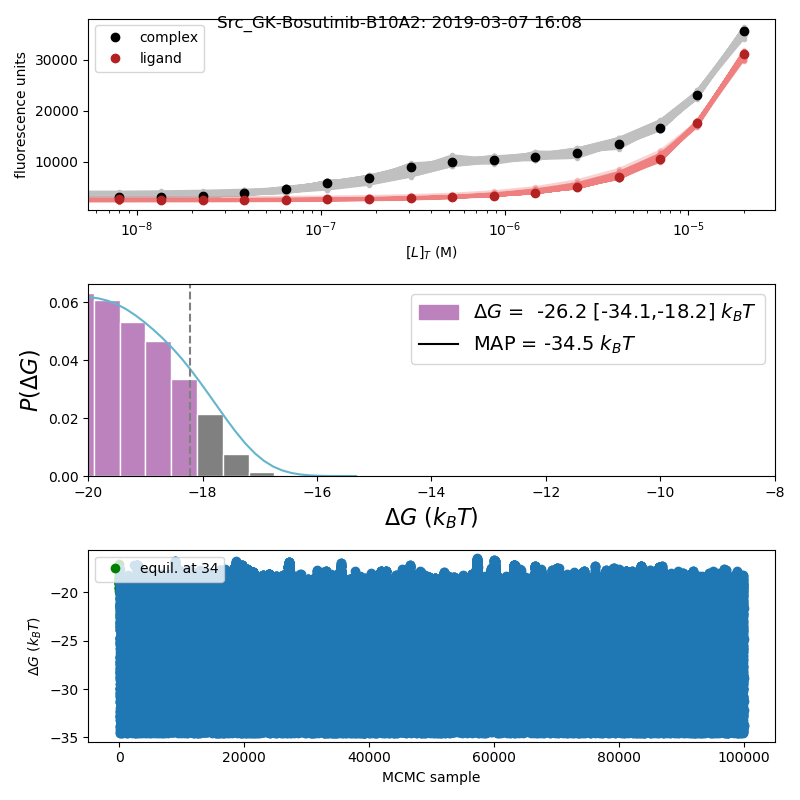 Src_GK-Bosutinib-B10A2: 2019-03-07 16:08
complex
ligand
fluorescence units
30000
20000
10000
10⁻⁸
10⁻⁷
10⁻⁶
10⁻⁵
[L]_T (M)
ΔG = -26.2 [-34.1,-18.2] k_BT
MAP = -34.5 k_BT
P(ΔG)
0.06
0.04
0.02
0.00
−20
−18
−16
−14
−12
−10
−8
ΔG (k_BT)
equil. at 34
ΔG (k_BT)
−20
−25
−30
−35
0
20000
40000
60000
80000
100000
MCMC sample